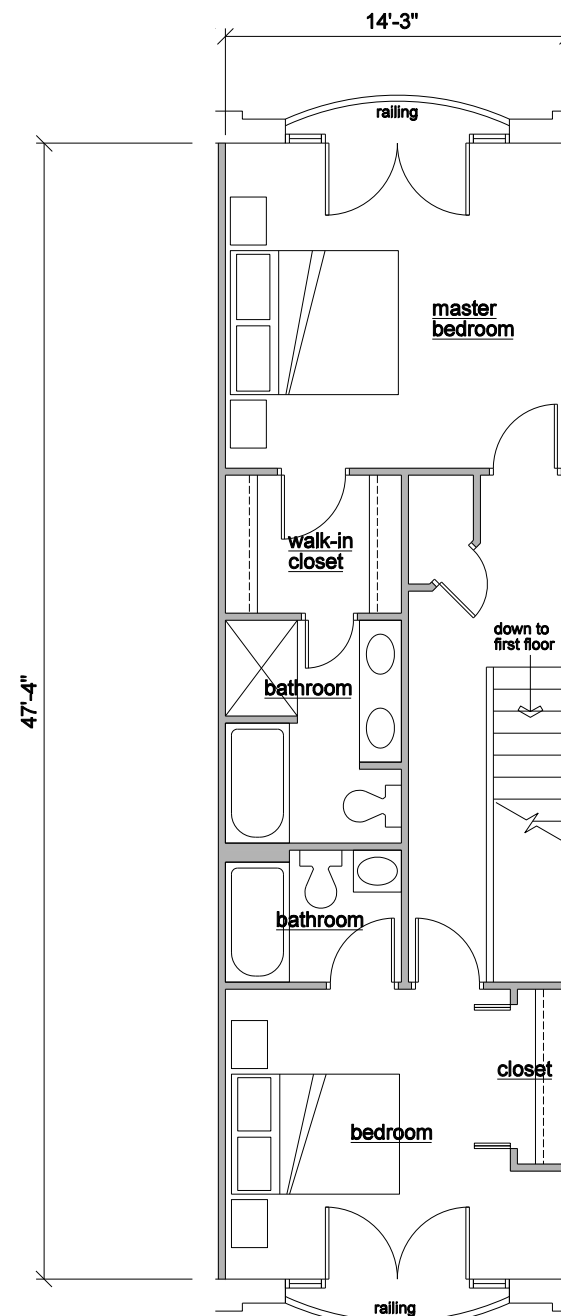 14'-3"
railing
master
bedroom
walk-in
closet
down to
first floor
bathroom
47'-4"
bathroom
closet
bedroom
railing